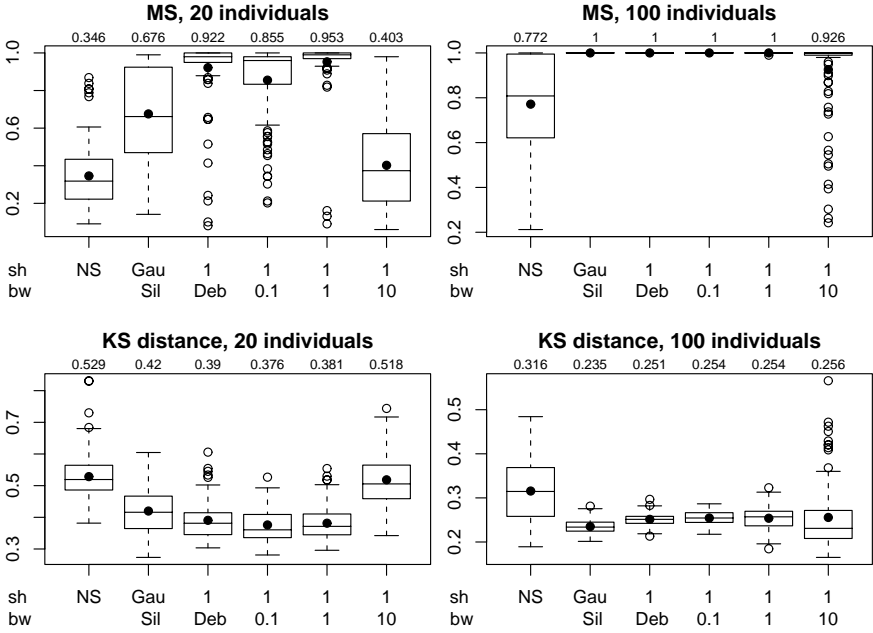 MS, 20 individuals
0.346 0.676 0.922 0.855 0.953 0.403
1.0
0.6
0.2
sh NS Gau 1 1 1 1
bw Sil Deb 0.1 1 10
MS, 100 individuals
0.772 1 1 1 1 0.926
1.0
0.8
0.6
0.4
0.2
sh NS Gau 1 1 1 1
bw Sil Deb 0.1 1 10
KS distance, 20 individuals
0.529 0.42 0.39 0.376 0.381 0.518
0.7
0.5
0.3
sh NS Gau 1 1 1 1
bw Sil Deb 0.1 1 10
KS distance, 100 individuals
0.316 0.235 0.251 0.254 0.254 0.256
0.5
0.4
0.3
0.2
sh NS Gau 1 1 1 1
bw Sil Deb 0.1 1 10